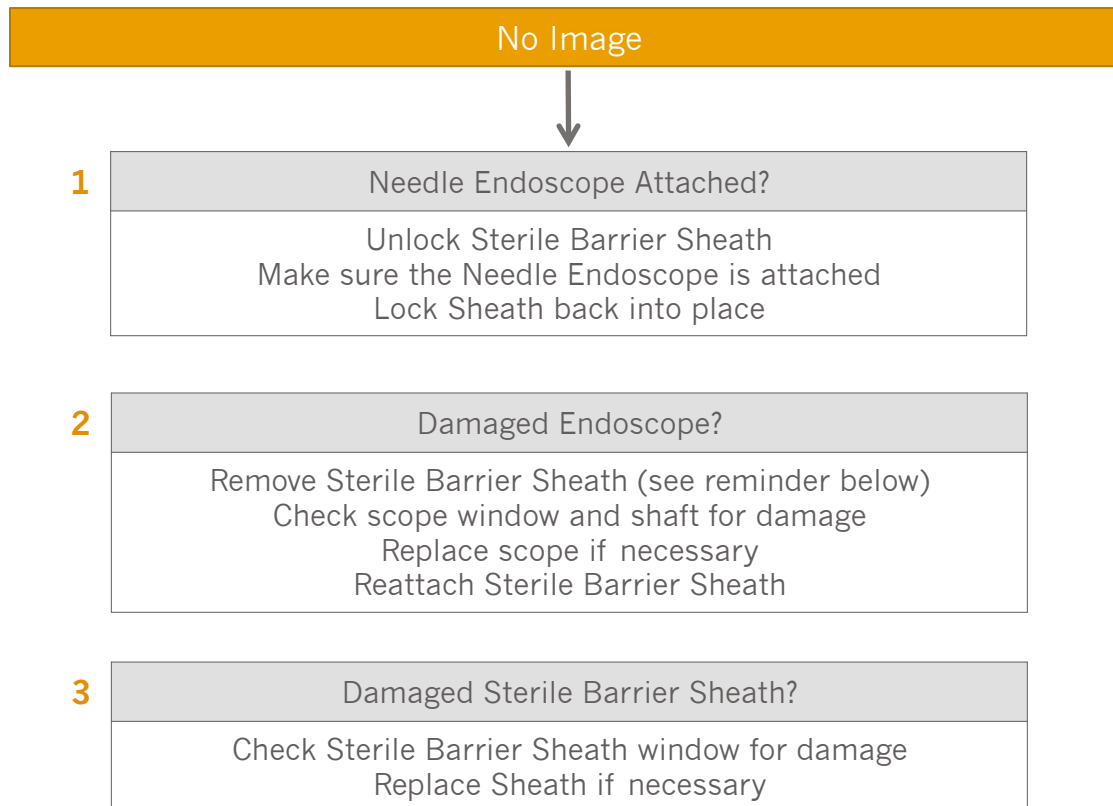 No Image
1
Needle Endoscope Attached?
Unlock Sterile Barrier Sheath
Make sure the Needle Endoscope is attached
Lock Sheath back into place
2
Damaged Endoscope?
Remove Sterile Barrier Sheath (see reminder below)
Check scope window and shaft for damage
Replace scope if necessary
Reattach Sterile Barrier Sheath
3
Damaged Sterile Barrier Sheath?
Check Sterile Barrier Sheath window for damage
Replace Sheath if necessary